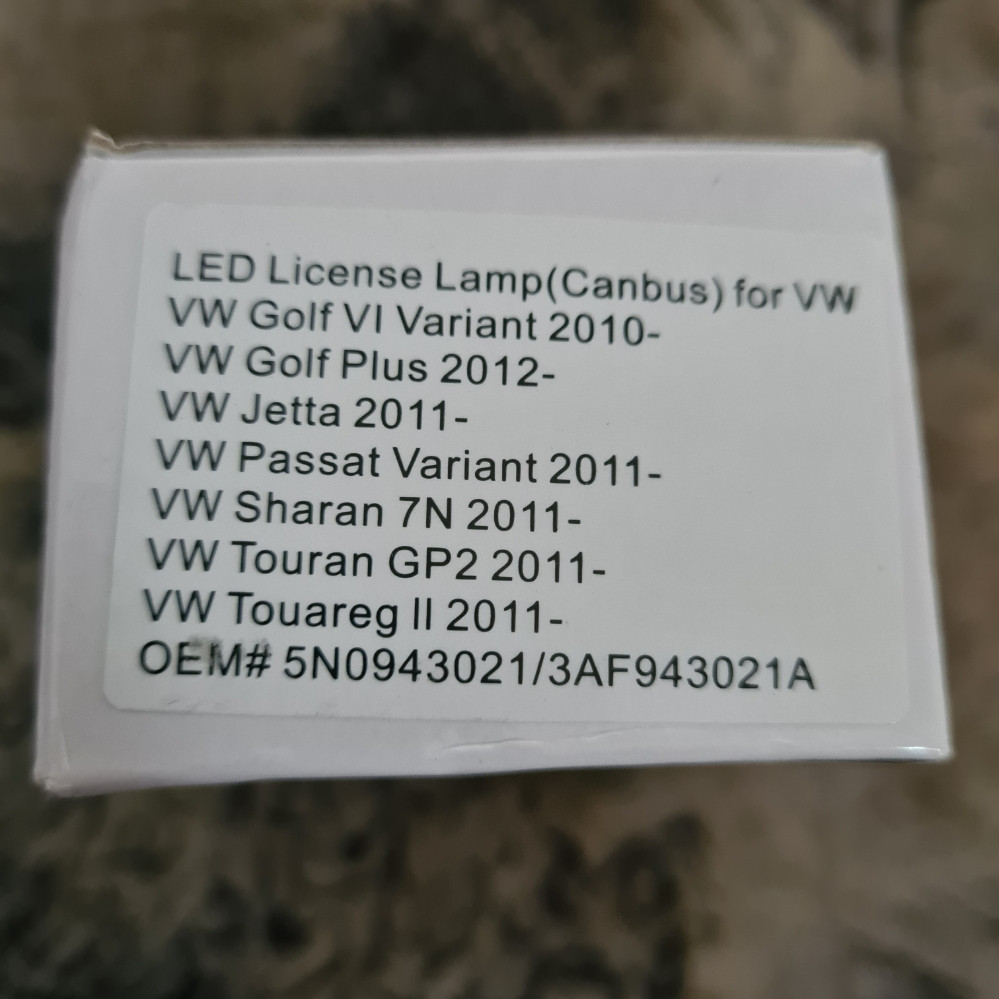 LED License Lamp(Canbus) for VW
VW Golf VI Variant 2010-
VW Golf Plus 2012-
VW Jetta 2011-
VW Passat Variant 2011-
VW Sharan 7N 2011-
VW Touran GP2 2011-
VW Touareg II 2011-
OEM# 5N0943021/3AF943021A